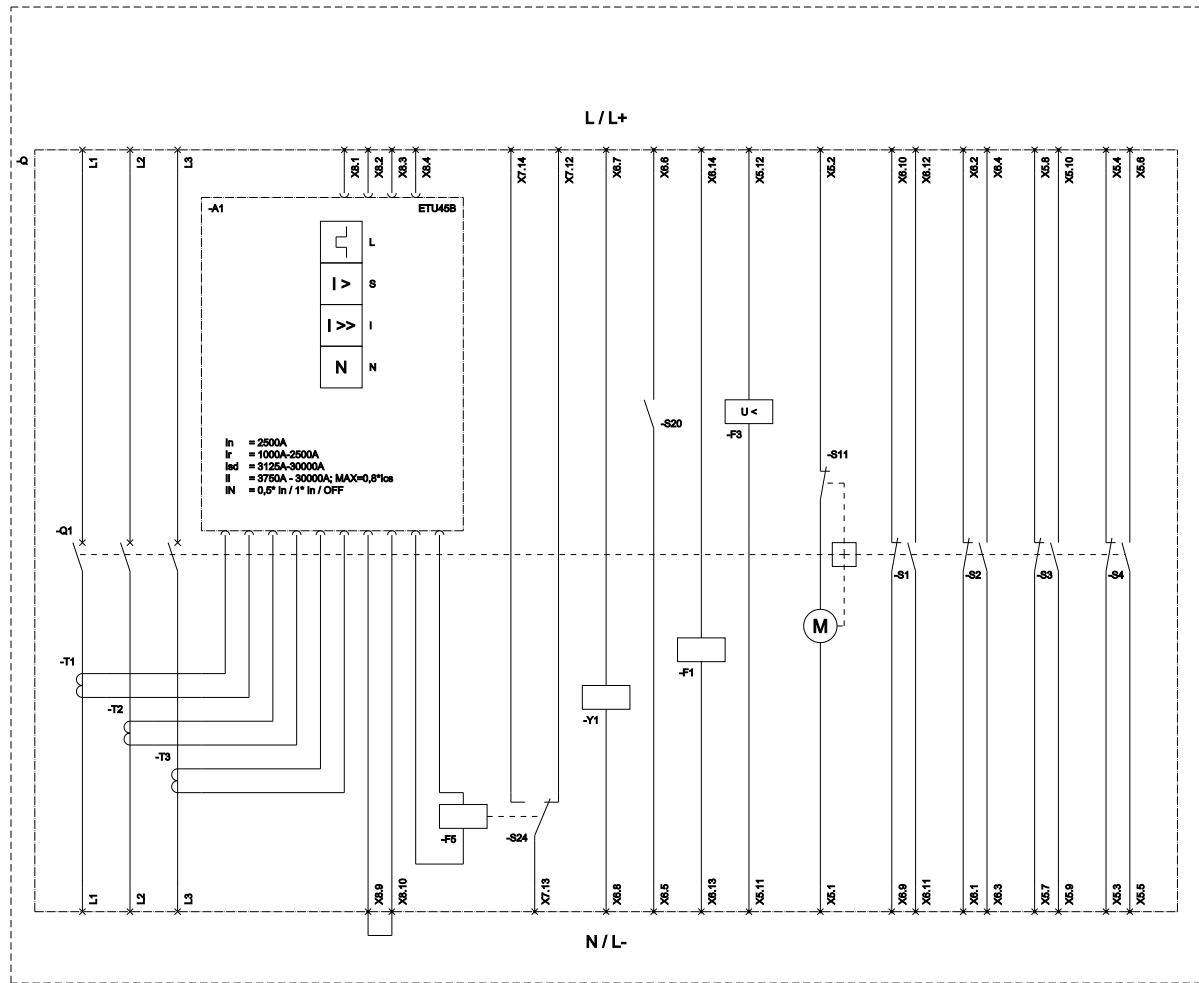 L / L+
-Q
L1
L2
L3
X8.1
X8.2
X8.3
X8.4
X7.14
X7.12
X6.7
X6.6
X6.14
X5.12
X5.2
X6.10
X6.12
X6.2
X6.4
X5.8
X5.10
X5.4
X5.6
-A1
ETU45B
L
I >
S
I >>
I
N
N
In = 2500A
Ir = 1000A-2500A
Isd = 3125A-30000A
Ii = 3750A - 30000A; MAX=0,8*Ics
IN = 0,5* In / 1* In / OFF
-S20
U <
-F3
-S11
-Q1
-S1
-S2
-S3
-S4
M
-T1
-F1
-T2
-Y1
-T3
-F5
-S24
L1
L2
L3
X8.9
X8.10
X7.13
X6.8
X6.5
X6.13
X5.11
X5.1
X6.9
X6.11
X6.1
X6.3
X5.7
X5.9
X5.3
X5.5
N / L-